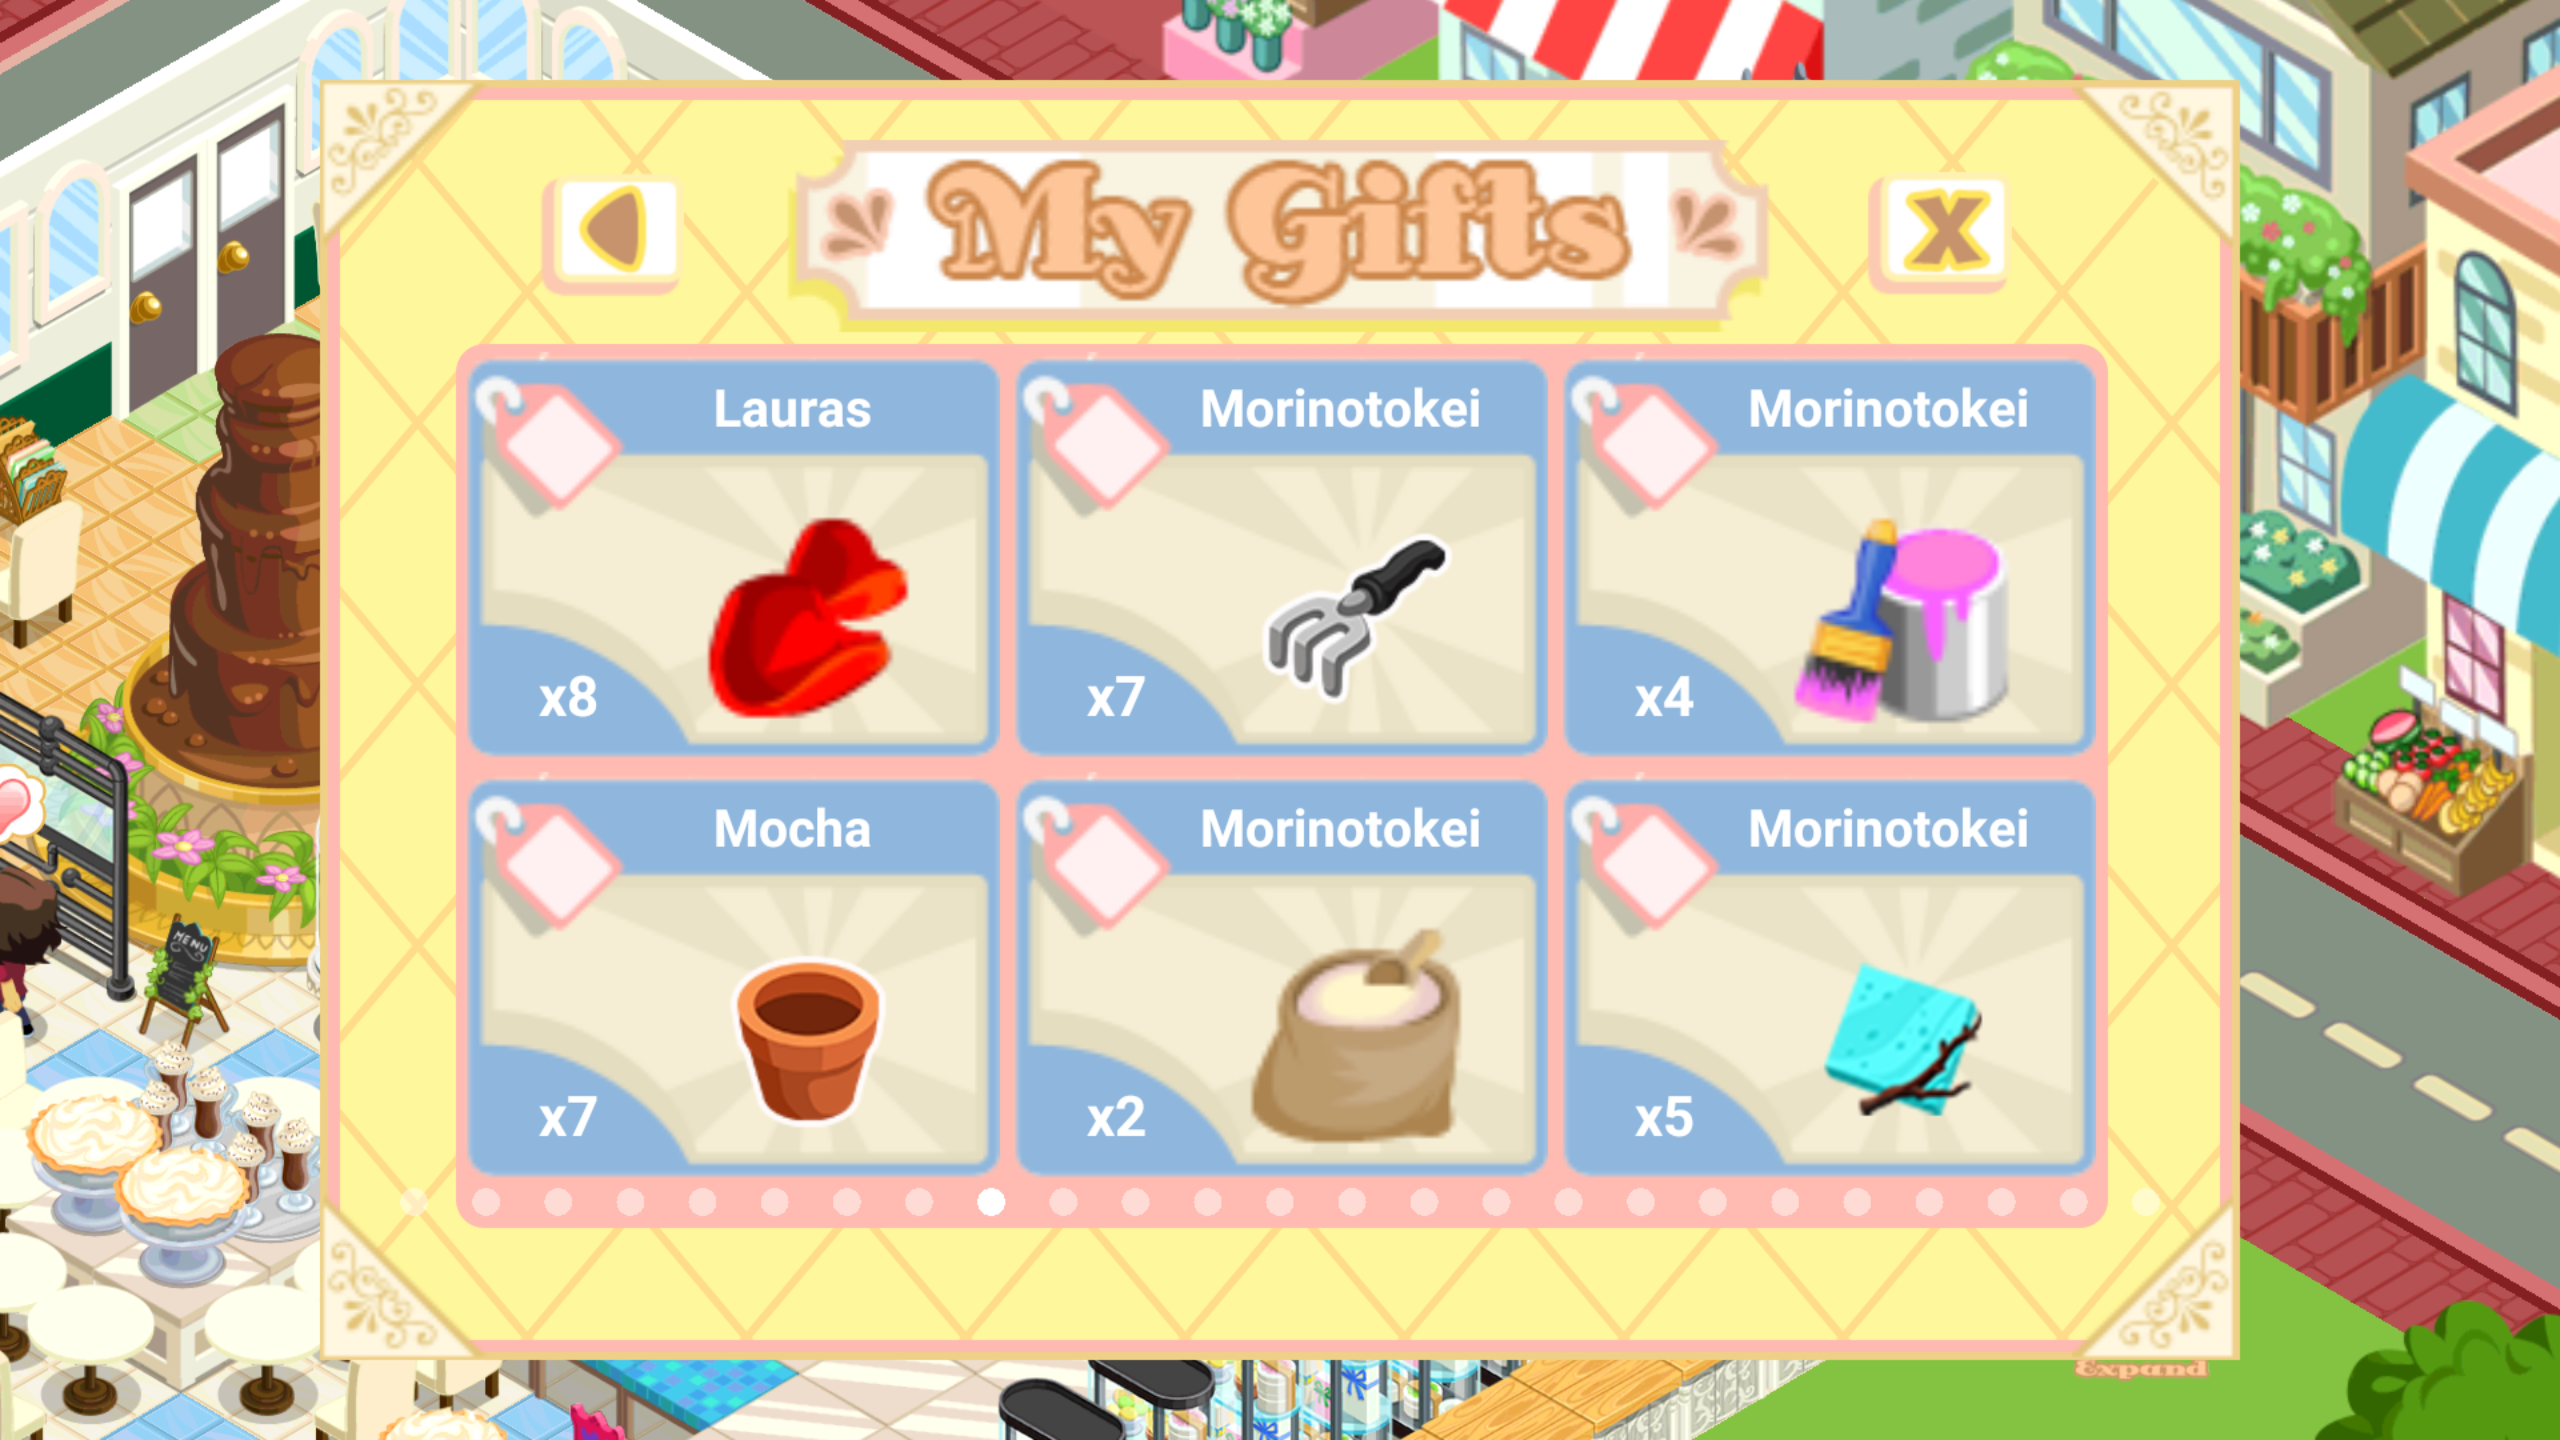 My Gifts
Lauras
Morinotokei
Morinotokei
x8
x7
x4
Mocha
Morinotokei
Morinotokei
x7
x2
x5
MENU
Expand